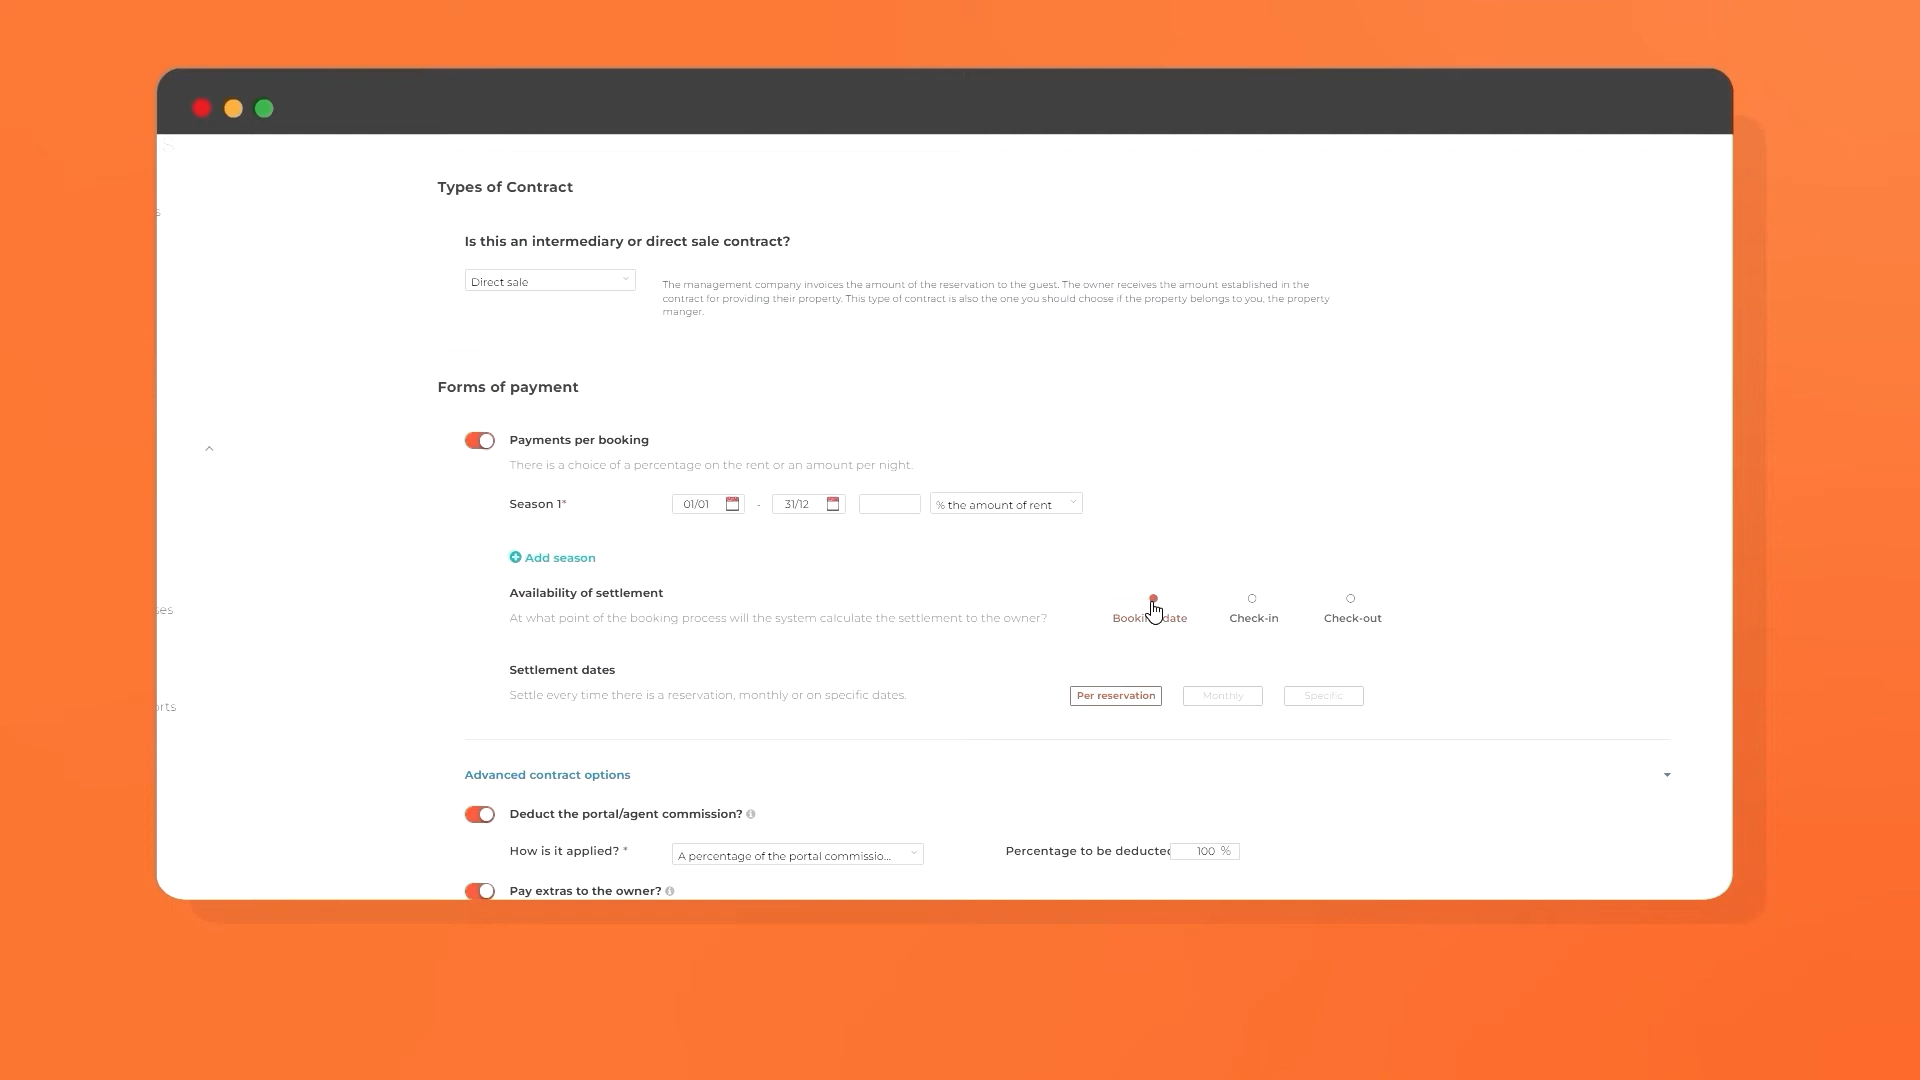 Types of Contract
Is this an intermediary or direct sale contract?
Direct sale
The management company invoices the amount of the reservation to the guest. The owner receives the amount established in the
contract for providing their property. This type of contract is also the one you should choose if the property belongs to you, the property
manger.
Forms of payment
Payments per booking
There is a choice of a percentage on the rent or an amount per night.
Season 1* 01/01 - 31/12 % the amount of rent
Add season
Availability of settlement
At what point of the booking process will the system calculate the settlement to the owner? date Check-in Check-out
Settlement dates
Settle every time there is a reservation, monthly or on specific dates. Per reservation Monthly Specific
Advanced contract options
Deduct the portal/agent commission?
How is it applied? * A percentage of the portal commissio... Percentage to be deducted 100 %
Pay extras to the owner?